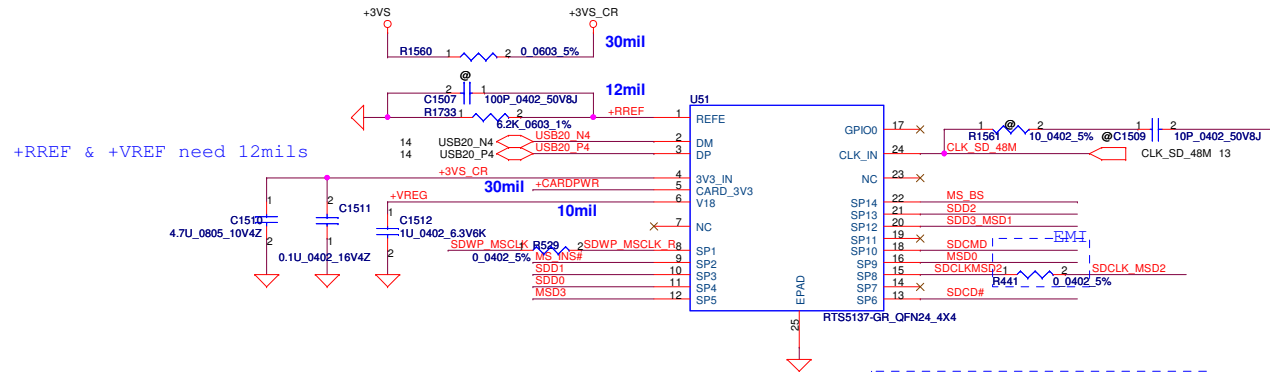 +3VS
+3VS_CR
30mil
R1560
1
2
0_0603_5%
@
12mil
2
1
C1507
100P_0402_50V8J
U51
R1733
1
2
+RREF
1
REFE
6.2K_0603_1%
GPIO0
17
@
R1561
1
2
10_0402_5%
@C1509
1
2
10P_0402_50V8J
+RREF & +VREF need 12mils
14
USB20_N4
USB20_N4
2
DM
14
USB20_P4
USB20_P4
3
DP
CLK_IN
24
CLK_SD_48M
CLK_SD_48M 13
+3VS_CR
4
3V3_IN
NC
23
30mil
+CARDPWR
5
CARD_3V3
+VREG
6
V18
SP14
22
MS_BS
10mil
SP13
21
SDD2
1
C1510
2
4.7U_0805_10V4Z
2
C1511
1
0.1U_0402_16V4Z
1
C1512
1U_0402_6.3V6K
2
7
NC
SP12
20
SDD3_MSD1
SP11
19
EMI
SDWP_MSCLK
1
R529
2
SDWP_MSCLK_R
8
SP1
SP10
18
SDCMD
0_0402_5%
MS_INS#
9
SP2
SP9
16
MSD0
SDD1
10
SP3
SP8
15
SDCLKMSD2
1
2
SDCLK_MSD2
SDD0
11
SP4
SP7
14
R441
0_0402_5%
MSD3
12
SP5
SP6
13
SDCD#
EPAD
25
RTS5137-GR_QFN24_4X4